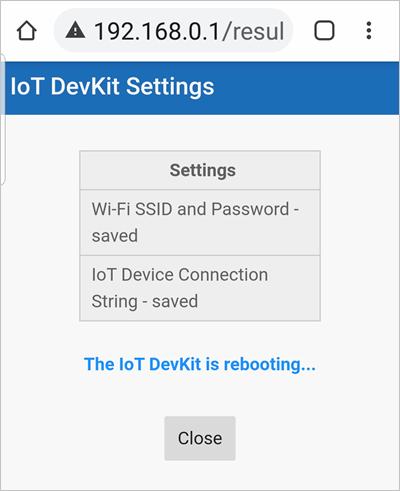 192.168.0.1/resul
IoT DevKit Settings
Settings
Wi-Fi SSID and Password -
saved
IoT Device Connection
String - saved
The IoT DevKit is rebooting...
Close